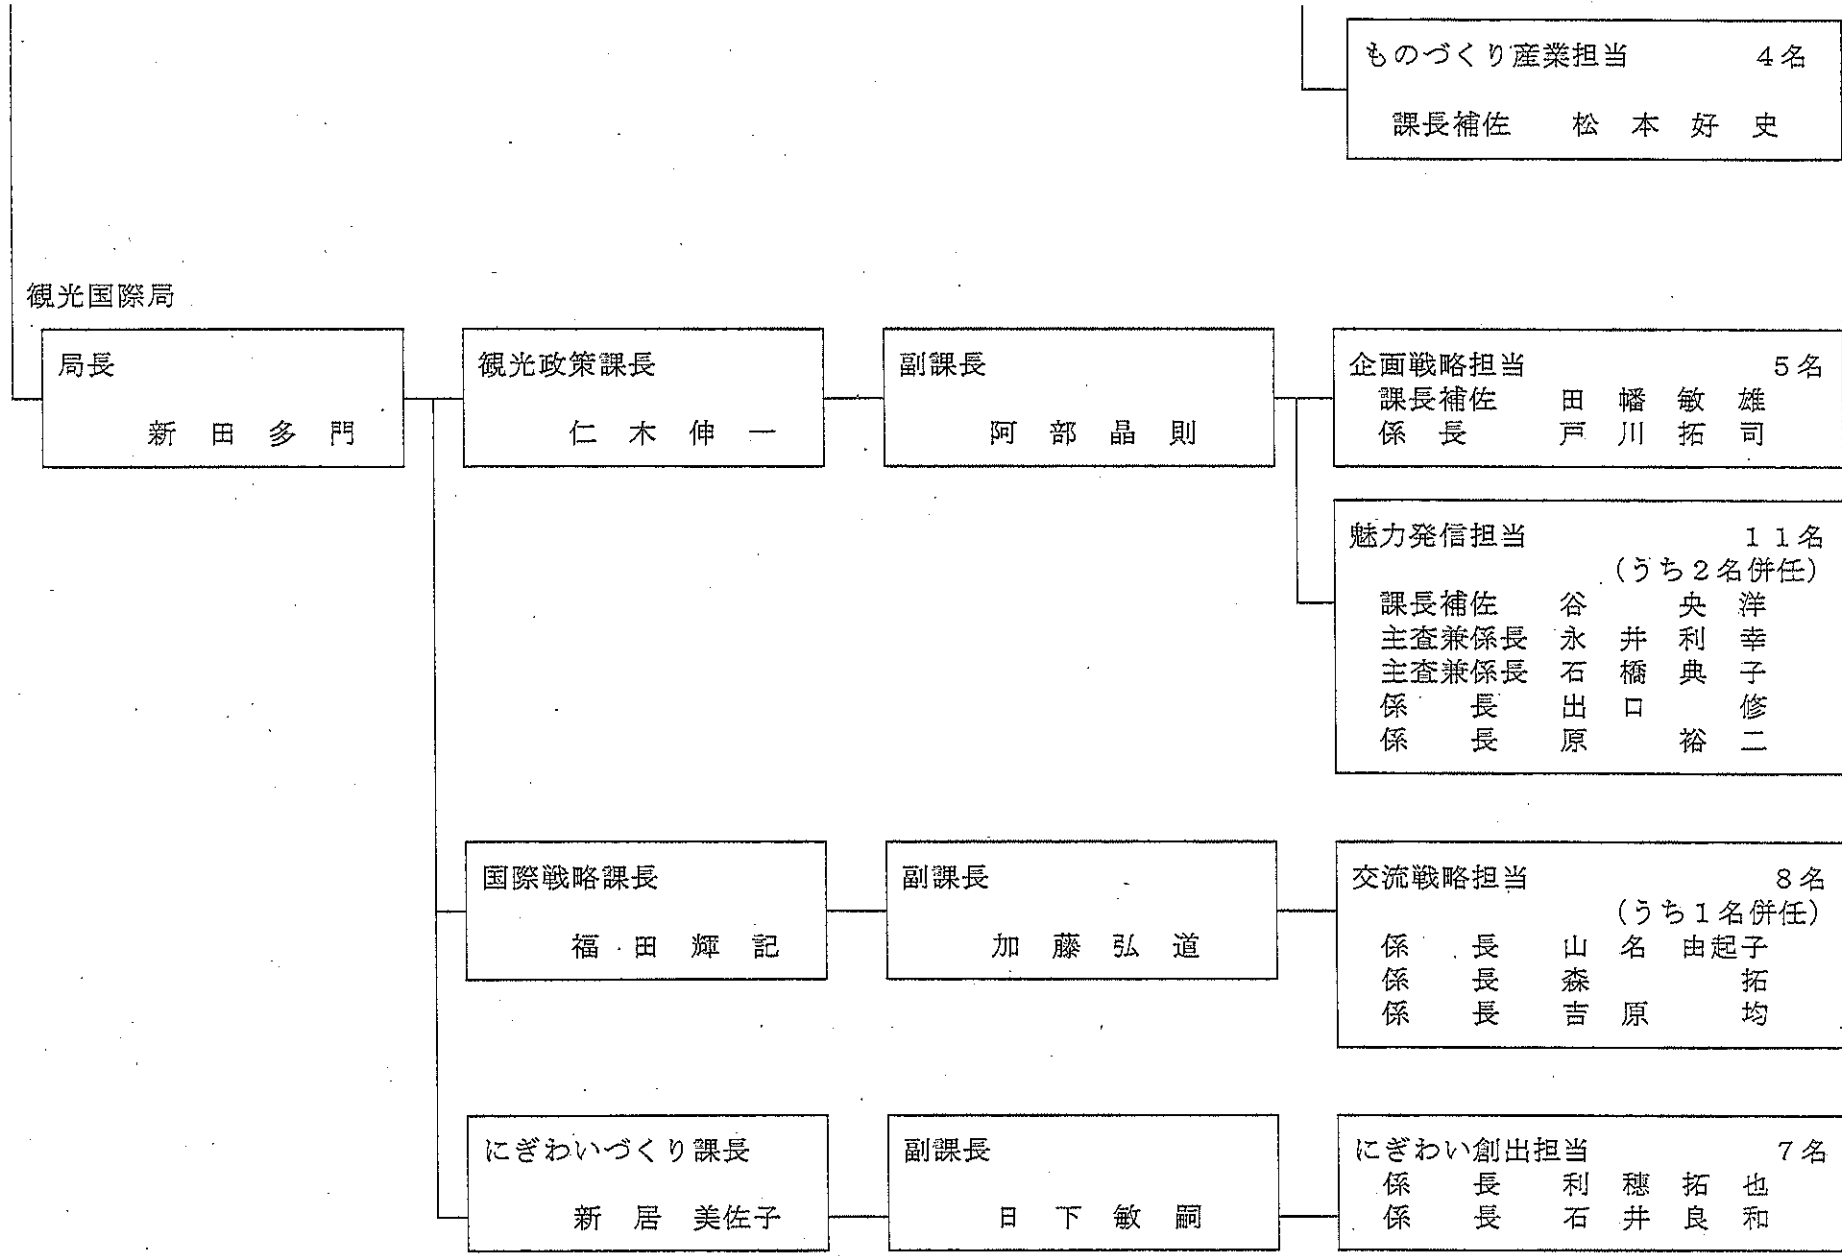 ものづくり産業担当 4名
課長補佐 松本好史
観光国際局
局長
新田多門
観光政策課長
仁木伸一
副課長
阿部晶則
企画戦略担当 5名
課長補佐 田幡敏雄
係長 戸川拓司
魅力発信担当 11名
(うち2名併任)
課長補佐 谷央洋
主査兼係長 永井利幸
主査兼係長 石橋典子
係長 出口修
係長 原裕二
国際戦略課長
福田輝記
副課長
加藤弘道
交流戦略担当 8名
(うち1名併任)
係長 山名由起子
係長 森拓
係長 吉原均
にぎわいづくり課長
新居美佐子
副課長
日下敏嗣
にぎわい創出担当 7名
係長 利穂拓也
係長 石井良和